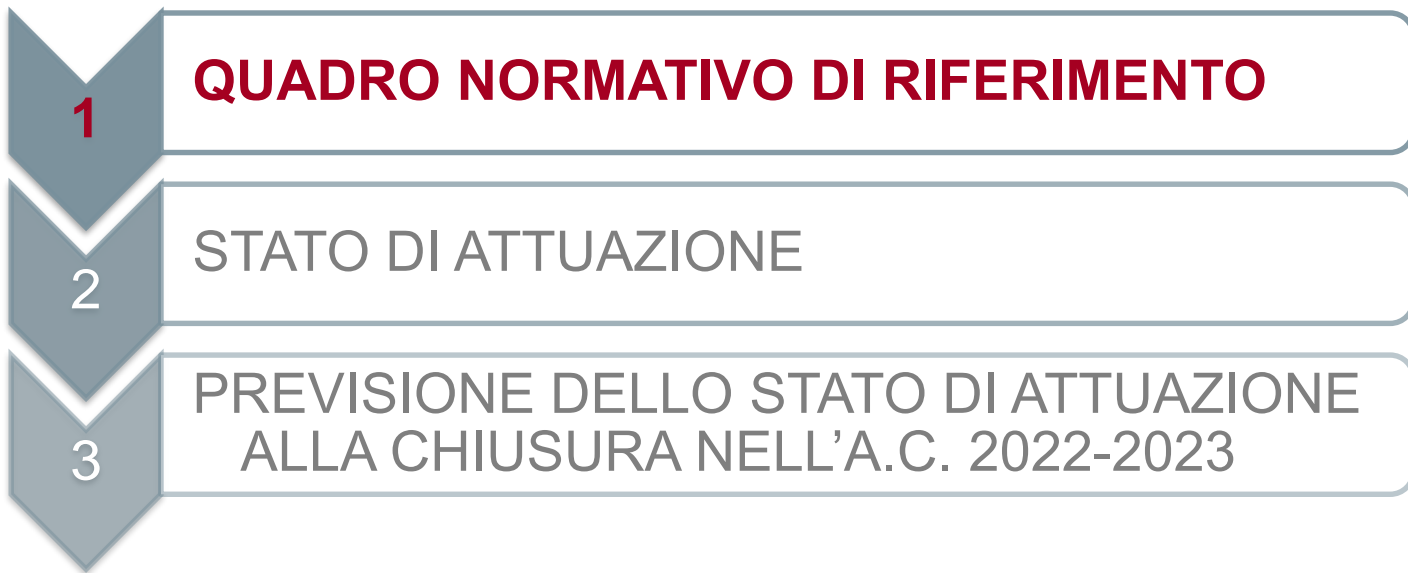 1
QUADRO NORMATIVO DI RIFERIMENTO
2
STATO DI ATTUAZIONE
3
PREVISIONE DELLO STATO DI ATTUAZIONE
ALLA CHIUSURA NELL’A.C. 2022-2023